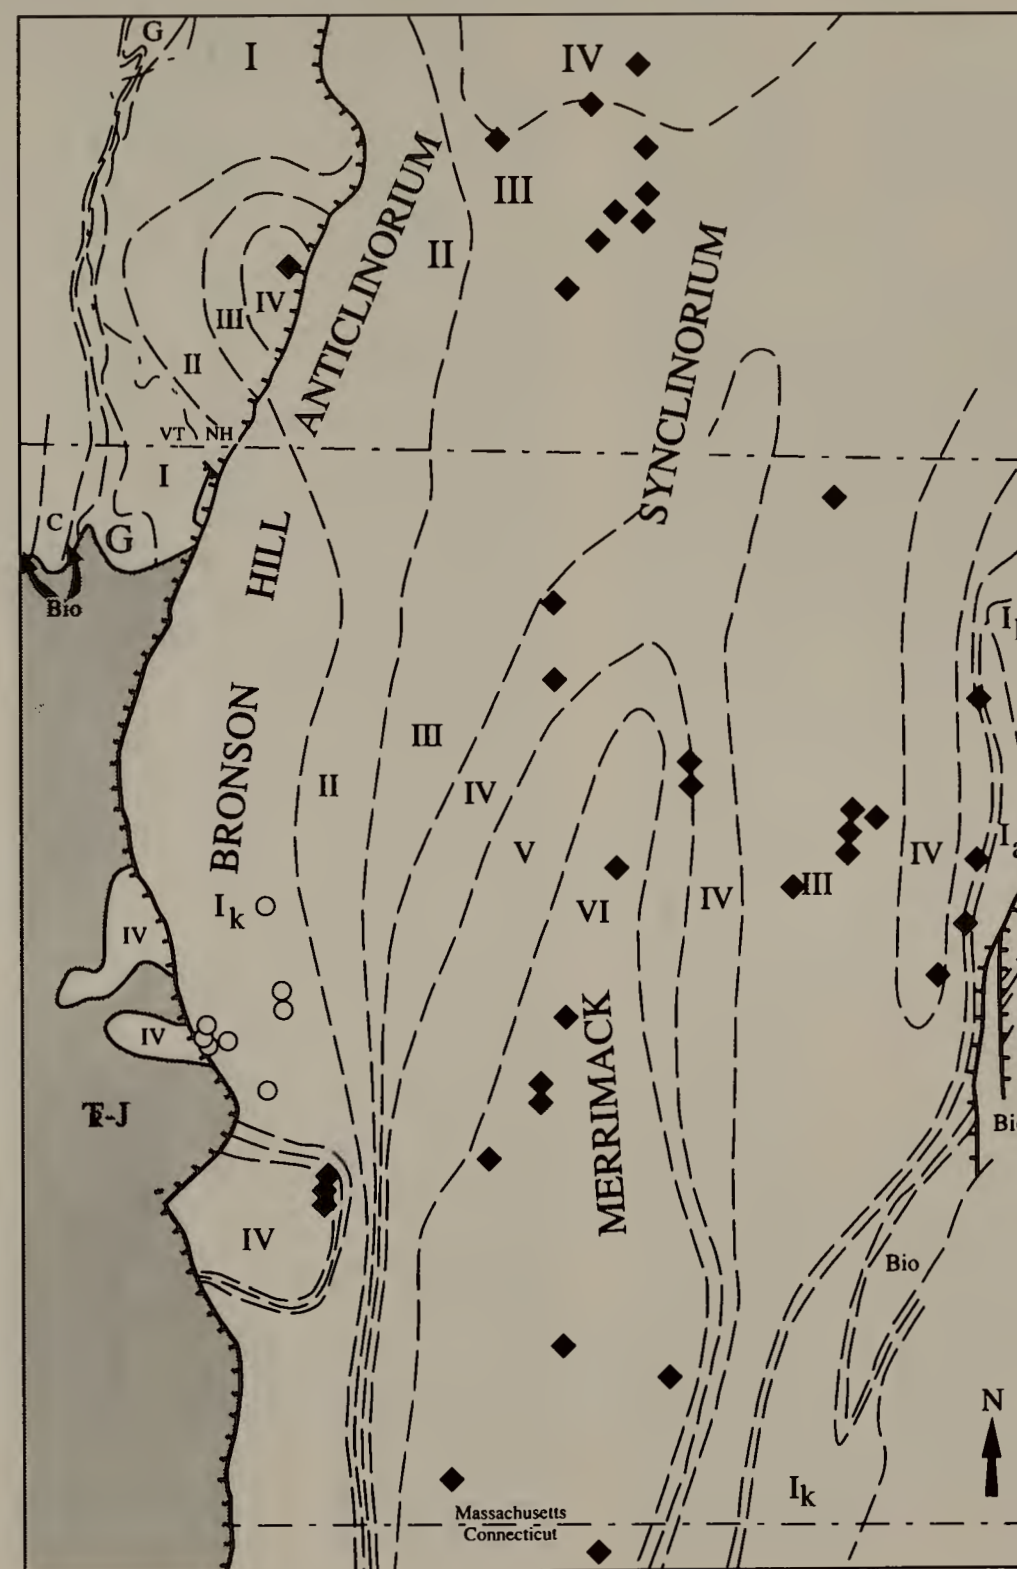 G
I
IV
III
II
ANTICLINORIUM
SYNCLINORIUM
IV
III
II
VT NH
I
C
G
Bio
HILL
BRONSON
III
II
IV
V
VI
IV
III
IV
I
I
Ik
IV
IV
MERRIMACK
IV
Bio
Ik
N
Massachusetts
Connecticut